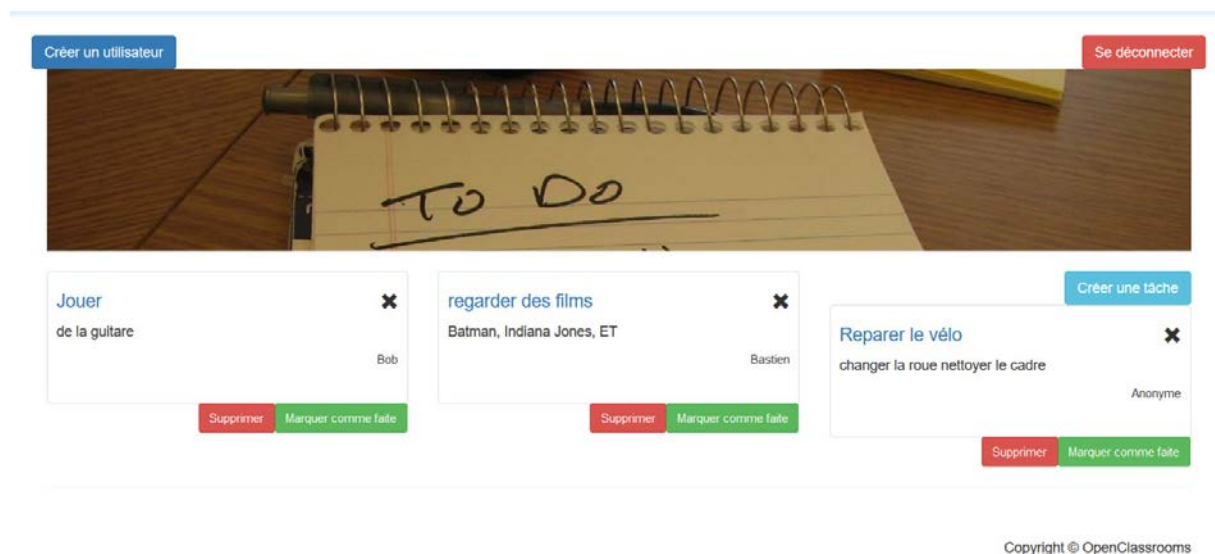 Créer un utilisateur
Se déconnecter
TO DO
Créer une tâche
Jouer
de la guitare
Bob
Supprimer
Marquer comme faite
regarder des films
Batman, Indiana Jones, ET
Bastien
Supprimer
Marquer comme faite
Reparer le vélo
changer la roue nettoyer le cadre
Anonyme
Supprimer
Marquer comme faite
Copyright © OpenClassrooms